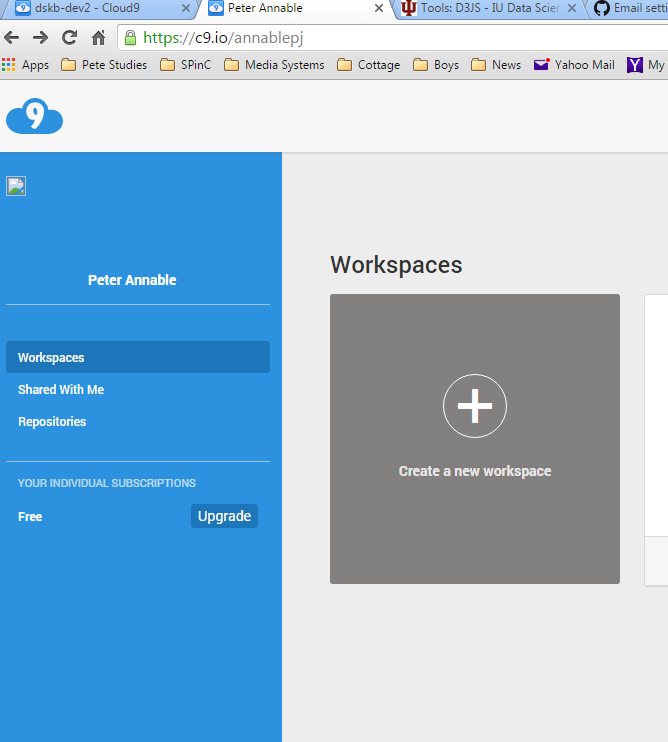 dskb-dev2 - Cloud9
Peter Annable
Tools: D3JS - IU Data Scien
Email setti
https://c9.io/annablepj
Apps
Pete Studies
SPinC
Media Systems
Cottage
Boys
News
Yahoo Mail
My
9
Peter Annable
Workspaces
Shared With Me
Repositories
YOUR INDIVIDUAL SUBSCRIPTIONS
Free
Upgrade
Workspaces
Create a new workspace